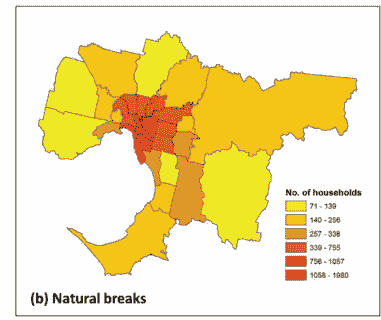 No. of households
71 - 139
140 - 256
257 - 338
339 - 755
756 - 1057
1058 - 1980
(b) Natural breaks